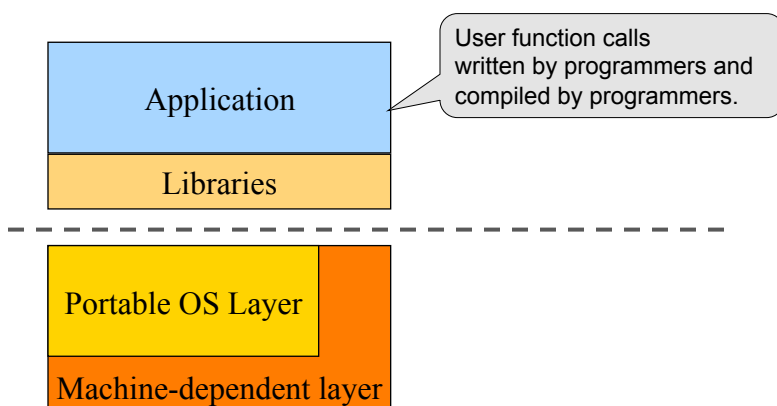 User function calls
written by programmers and
compiled by programmers.
Application
Libraries
Portable OS Layer
Machine-dependent layer